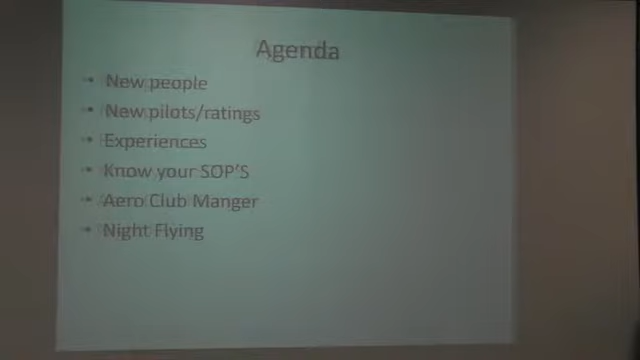 Agenda
• New people
• New pilots/ratings
• Experiences
• Know your SOP'S
• Aero Club Manger
• Night Flying